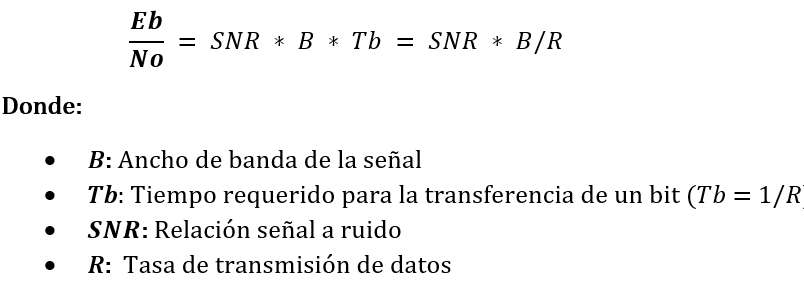 Eb/No = SNR * B * Tb = SNR * B/R
Donde:
• B: Ancho de banda de la señal
• Tb: Tiempo requerido para la transferencia de un bit (Tb = 1/R)
• SNR: Relación señal a ruido
• R: Tasa de transmisión de datos